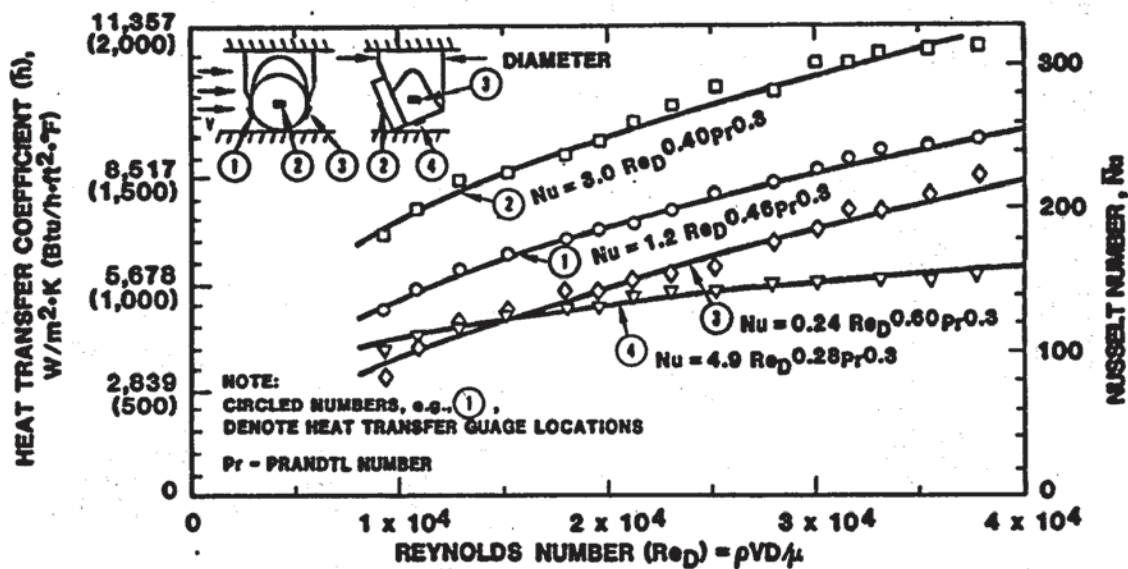 HEAT TRANSFER COEFFICIENT (h̄),
W/m²•K (Btu/h•ft²•°F)
11,357
(2,000)
8,517
(1,500)
5,678
(1,000)
2,839
(500)
0
DIAMETER
V
1
2
3
2
4
3
2 Nu = 3.0 ReD0.40Pr0.3
1 Nu = 1.2 ReD0.46Pr0.3
3 Nu = 0.24 ReD0.60Pr0.3
4 Nu = 4.9 ReD0.28Pr0.3
NOTE:
CIRCLED NUMBERS, e.g., 1 ,
DENOTE HEAT TRANSFER GUAGE LOCATIONS
Pr – PRANDTL NUMBER
300
200
100
0
NUSSELT NUMBER, N̄u
0
1 x 10⁴
2 x 10⁴
3 x 10⁴
4 x 10⁴
REYNOLDS NUMBER (ReD) = ρVD/μ